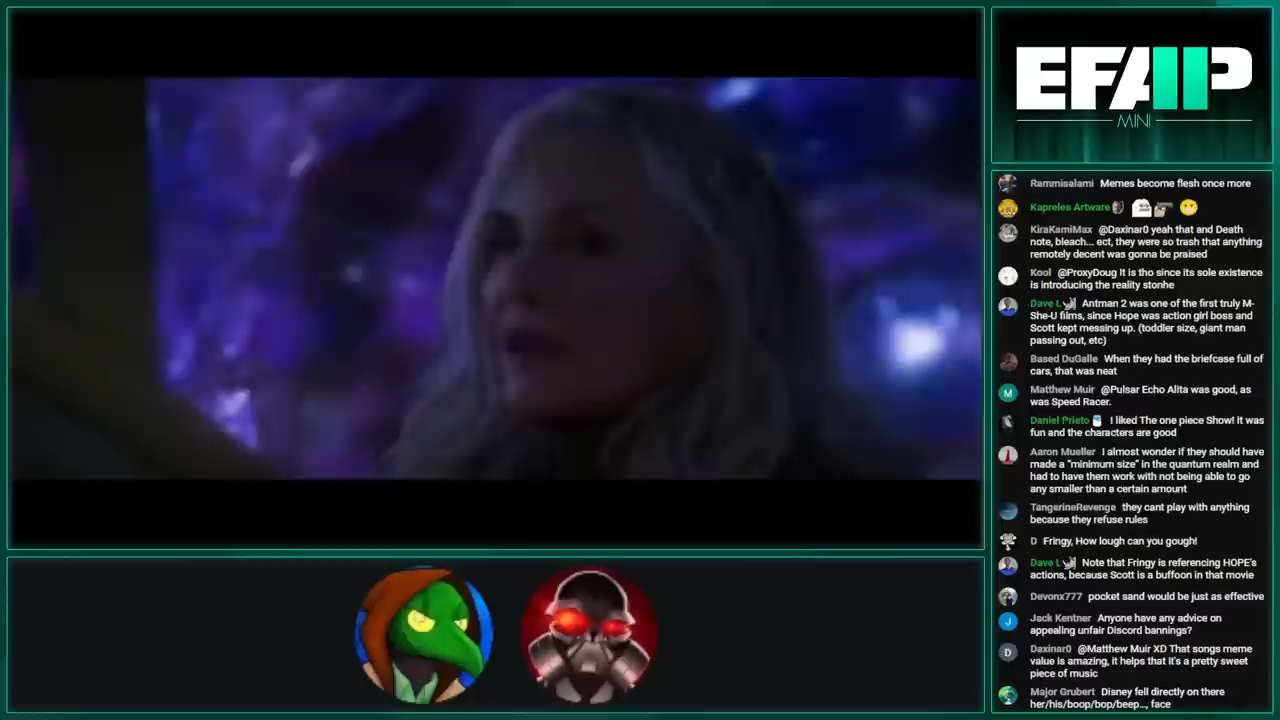 EFAP
MINI
Rammisalami Memes become flesh once more
Kapreles Artware
KiraKamiMax @Daxinar0 yeah that and Death
note, bleach... ect, they were so trash that anything
remotely decent was gonna be praised
Kool @ProxyDoug It is tho since its sole existence
is introducing the reality stonhe
Dave L Antman 2 was one of the first truly M-
She-U films, since Hope was action girl boss and
Scott kept messing up. (toddler size, giant man
passing out, etc)
Based DuGalle When they had the briefcase full of
cars, that was neat
M
Matthew Muir @Pulsar Echo Alita was good, as
was Speed Racer.
Daniel Prieto I liked The one piece Show! it was
fun and the characters are good
Aaron Mueller I almost wonder if they should have
made a "minimum size" in the quantum realm and
had to have them work with not being able to go
any smaller than a certain amount
TangerineRevenge they cant play with anything
because they refuse rules
D Fringy, How lough can you gough!
Dave L Note that Fringy is referencing HOPE's
actions, because Scott is a buffoon in that movie
Devonx777 pocket sand would be just as effective
J
Jack Kentner Anyone have any advice on
appealing unfair Discord bannings?
D
Daxinar0 @Matthew Muir XD That songs meme
value is amazing, it helps that it's a pretty sweet
piece of music
Major Grubert Disney fell directly on there
her/his/boop/bop/beep..., face